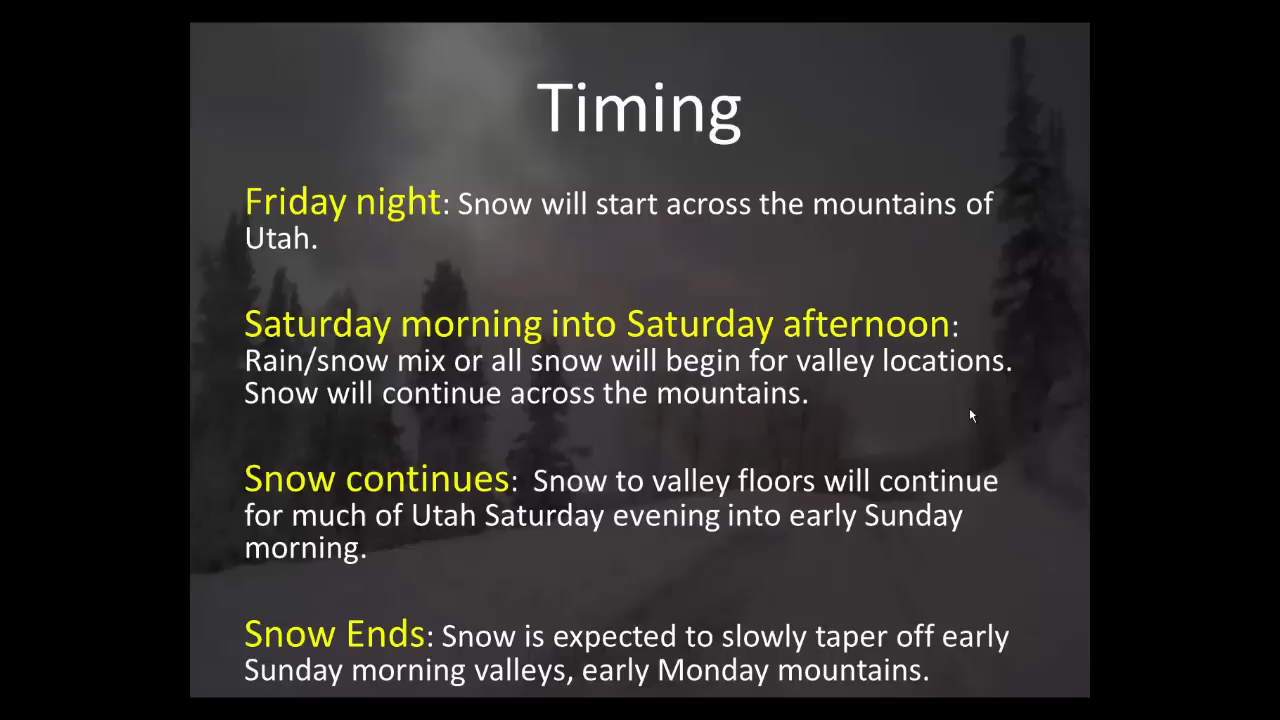 Timing
Friday night: Snow will start across the mountains of
Utah.
Saturday morning into Saturday afternoon:
Rain/snow mix or all snow will begin for valley locations.
Snow will continue across the mountains.
Snow continues:  Snow to valley floors will continue
for much of Utah Saturday evening into early Sunday
morning.
Snow Ends: Snow is expected to slowly taper off early
Sunday morning valleys, early Monday mountains.